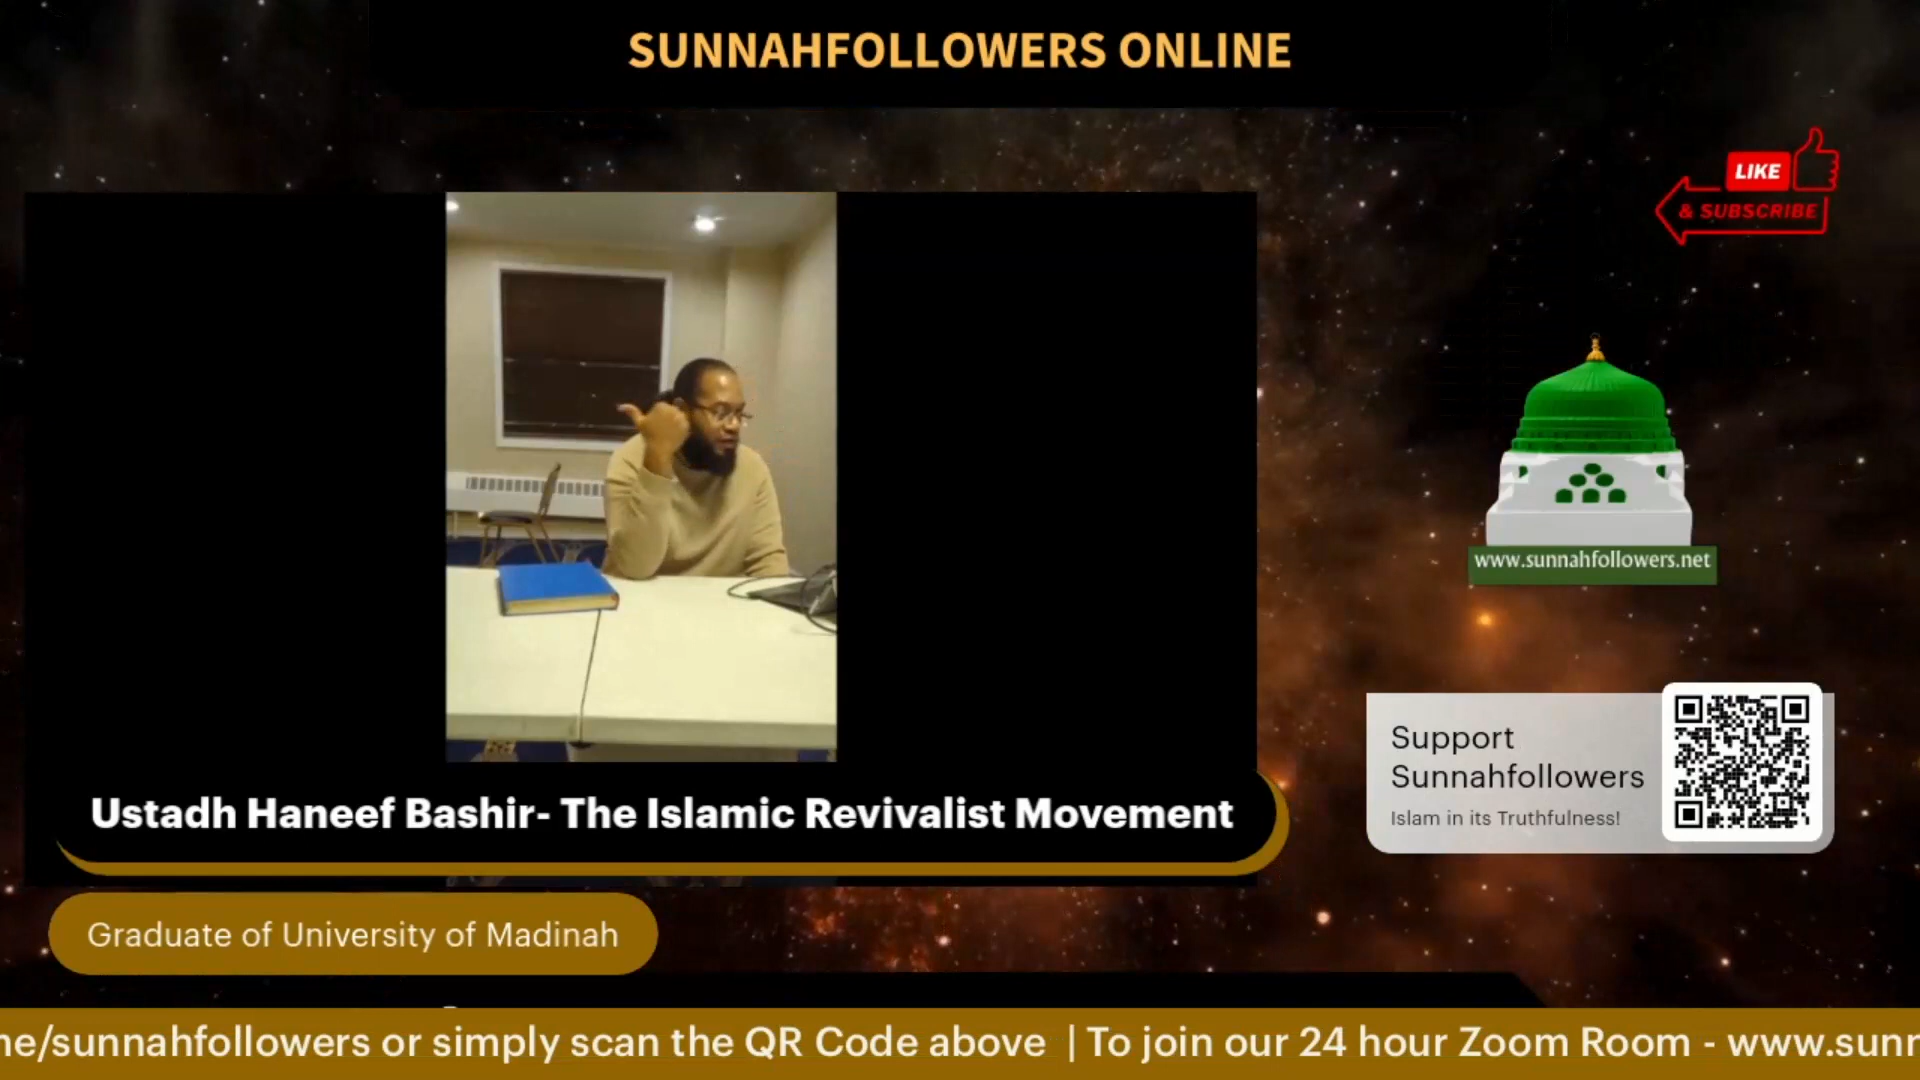 SUNNAHFOLLOWERS ONLINE
LIKE
& SUBSCRIBE
www.sunnahfollowers.net
Support
Sunnahfollowers
Islam in its Truthfulness!
Ustadh Haneef Bashir- The Islamic Revivalist Movement
Graduate of University of Madinah
ne/sunnahfollowers or simply scan the QR Code above | To join our 24 hour Zoom Room - www.sunn